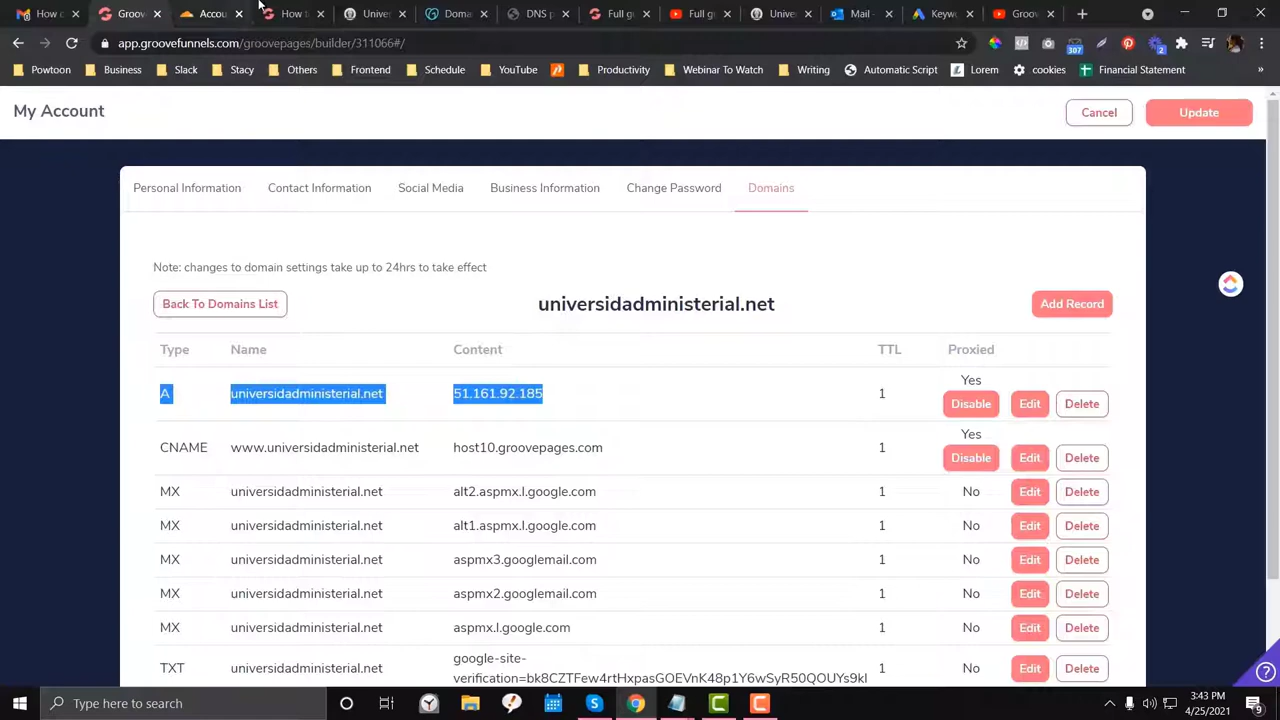 Groov
Accou
How t
Univer
Doma
DNS p
Full g
Full g
Univer
Mail -
Keyw
Groov
app.groovefunnels.com/groovepages/builder/311066#/
307
2
Powtoon
Business
Slack
Stacy
Others
Frontend
Schedule
YouTube
Productivity
Webinar To Watch
Writing
Automatic Script
Lorem
cookies
Financial Statement
»
My Account
Cancel
Update
Personal Information
Contact Information
Social Media
Business Information
Change Password
Domains
Note: changes to domain settings take up to 24hrs to take effect
Back To Domains List
universidadministerial.net
Add Record
Type Name Content TTL Proxied
A universidadministerial.net 51.161.92.185 1 Yes
Disable Edit Delete
CNAME www.universidadministerial.net host10.groovepages.com 1 Yes
Disable Edit Delete
MX universidadministerial.net alt2.aspmx.l.google.com 1 No Edit Delete
MX universidadministerial.net alt1.aspmx.l.google.com 1 No Edit Delete
MX universidadministerial.net aspmx3.googlemail.com 1 No Edit Delete
MX universidadministerial.net aspmx2.googlemail.com 1 No Edit Delete
MX universidadministerial.net aspmx.l.google.com 1 No Edit Delete
TXT universidadministerial.net google-site-
verification=bk8CZTFew4rtHxpasGOEVnK48p1Y6wSyR50QOUYs9kI 1 No Edit Delete
Type here to search
3:43 PM
4/25/2021